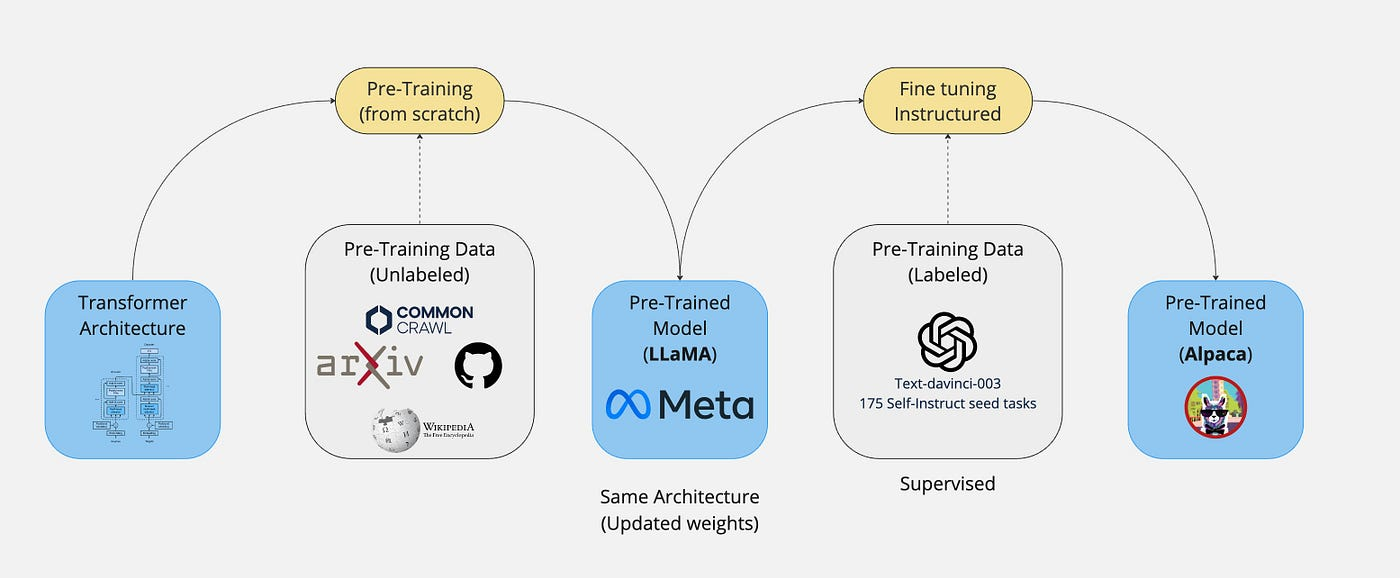 Pre-Training
(from scratch)
Fine tuning
Instructured
Transformer
Architecture
Pre-Training Data
(Unlabeled)
COMMON
CRAWL
arXiv
WIKIPEDIA
The Free Encyclopedia
Pre-Trained
Model
(LLaMA)
Meta
Same Architecture
(Updated weights)
Pre-Training Data
(Labeled)
Text-davinci-003
175 Self-Instruct seed tasks
Supervised
Pre-Trained
Model
(Alpaca)